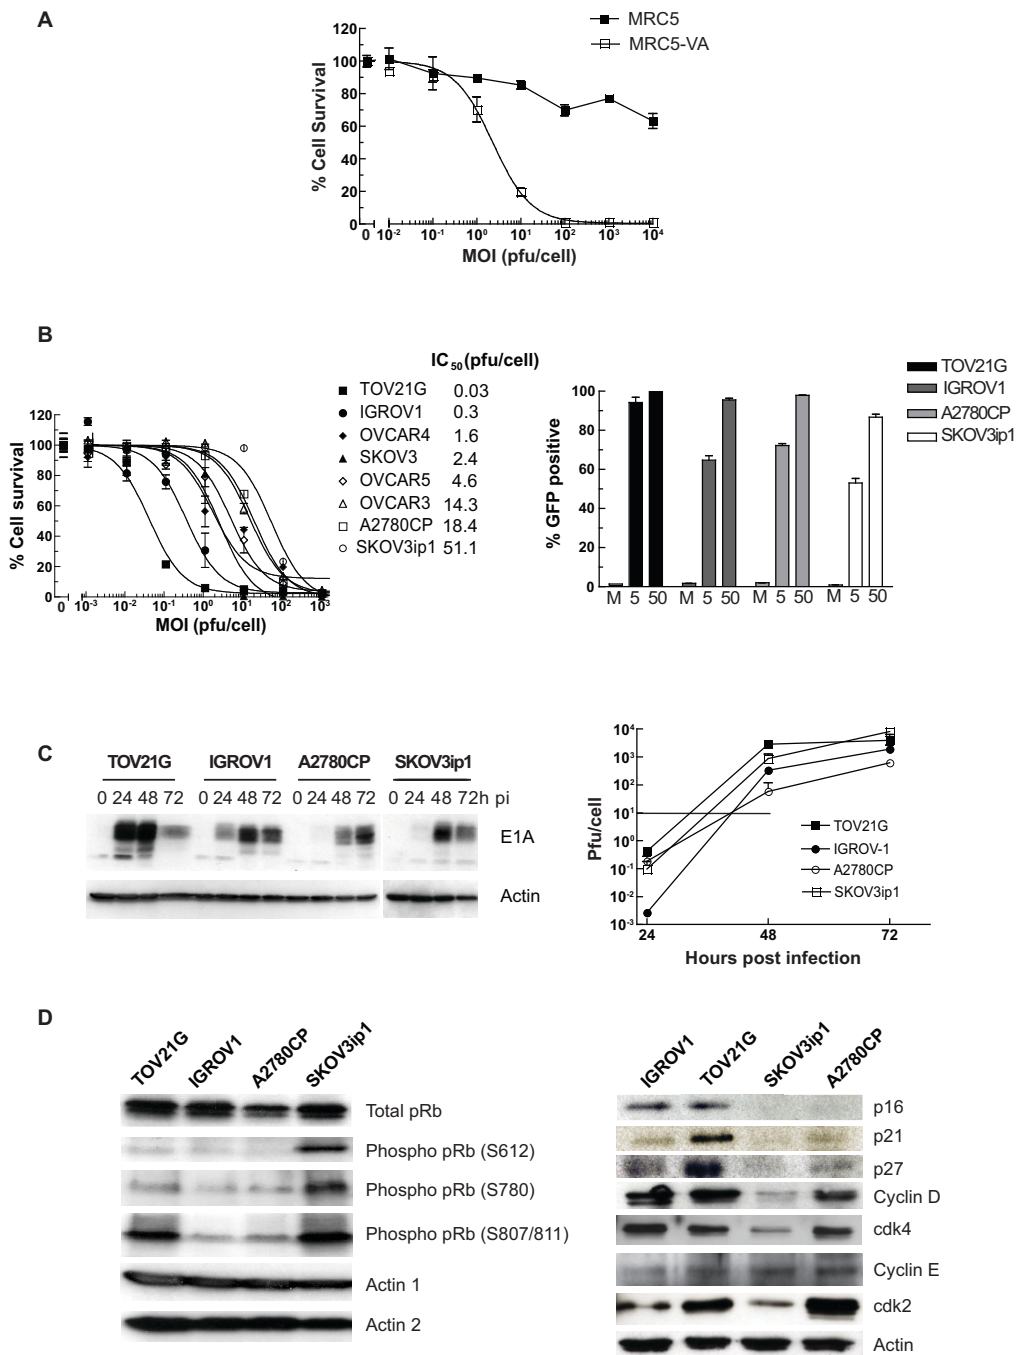 A
MRC5
MRC5-VA
120
100
80
60
40
20
0
% Cell Survival
0 10-2 10-1 100 101 102 103 104
MOI (pfu/cell)
B
IC50(pfu/cell)
TOV21G 0.03
IGROV1 0.3
OVCAR4 1.6
SKOV3 2.4
OVCAR5 4.6
OVCAR3 14.3
A2780CP 18.4
SKOV3ip1 51.1
120
100
80
60
40
20
0
% Cell survival
0 10-3 10-2 10-1 100 101 102 103
MOI (pfu/cell)
TOV21G
IGROV1
A2780CP
SKOV3ip1
100
80
60
40
20
0
% GFP positive
M 5 50 M 5 50 M 5 50 M 5 50
C
TOV21G IGROV1 A2780CP SKOV3ip1
0 24 48 72 0 24 48 72 0 24 48 72 0 24 48 72h pi
E1A
Actin
104
103
102
101
100
10-1
10-2
10-3
Pfu/cell
TOV21G
IGROV-1
A2780CP
SKOV3ip1
24 48 72
Hours post infection
D
TOV21G IGROV1 A2780CP SKOV3ip1
Total pRb
Phospho pRb (S612)
Phospho pRb (S780)
Phospho pRb (S807/811)
Actin 1
Actin 2
IGROV1 TOV21G SKOV3ip1 A2780CP
p16
p21
p27
Cyclin D
cdk4
Cyclin E
cdk2
Actin